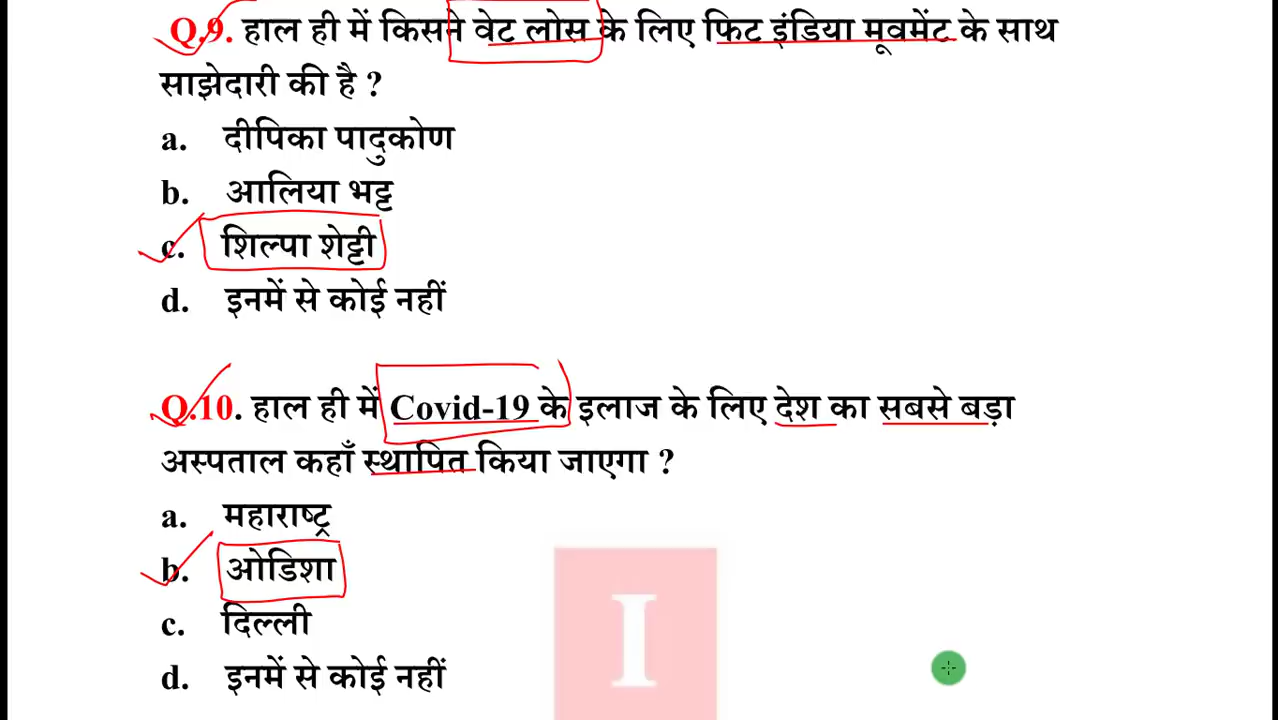 Q.9. हाल ही में किसने वेट लोस के लिए फिट इंडिया मूवमेंट के साथ
साझेदारी की है ?
a. दीपिका पादुकोण
b. आलिया भट्ट
c. शिल्पा शेट्टी
d. इनमें से कोई नहीं
Q.10. हाल ही में Covid-19 के इलाज के लिए देश का सबसे बड़ा
अस्पताल कहाँ स्थापित किया जाएगा ?
a. महाराष्ट्र
b. ओडिशा
c. दिल्ली
d. इनमें से कोई नहीं
I